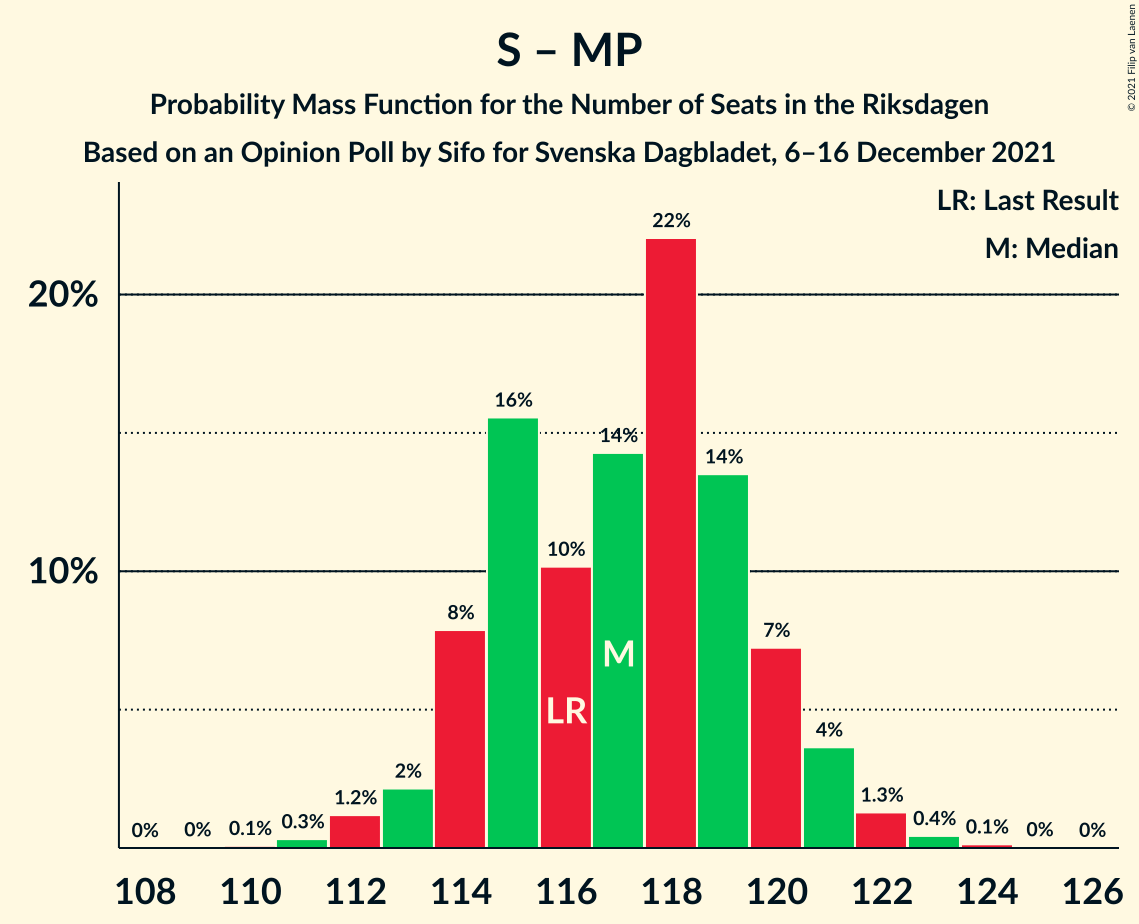 S – MP
Probability Mass Function for the Number of Seats in the Riksdagen
Based on an Opinion Poll by Sifo for Svenska Dagbladet, 6–16 December 2021
© 2021 Filip van Laenen
LR: Last Result
M: Median
20%
10%
0%
0%
0.1%
0.3%
1.2%
2%
8%
16%
10%
14%
22%
14%
7%
4%
1.3%
0.4%
0.1%
0%
0%
M
LR
108 110 112 114 116 118 120 122 124 126